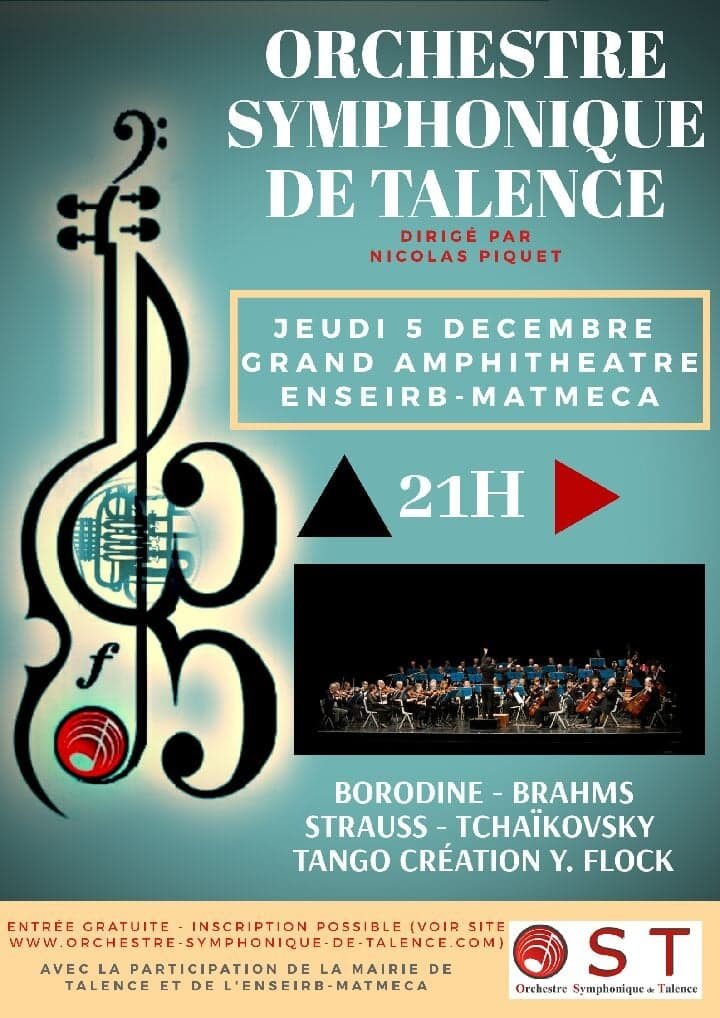 ORCHESTRE
SYMPHONIQUE
DE TALENCE
DIRIGÉ PAR
NICOLAS PIQUET
JEUDI 5 DECEMBRE
GRAND AMPHITHEATRE
ENSEIRB-MATMECA
21H
f
BORODINE - BRAHMS
STRAUSS - TCHAÏKOVSKY
TANGO CRÉATION Y. FLOCK
ENTRÉE GRATUITE - INSCRIPTION POSSIBLE (VOIR SITE
WWW.ORCHESTRE-SYMPHONIQUE-DE-TALENCE.COM)
AVEC LA PARTICIPATION DE LA MAIRIE DE
TALENCE ET DE L'ENSEIRB-MATMECA
O S T
Orchestre Symphonique de Talence